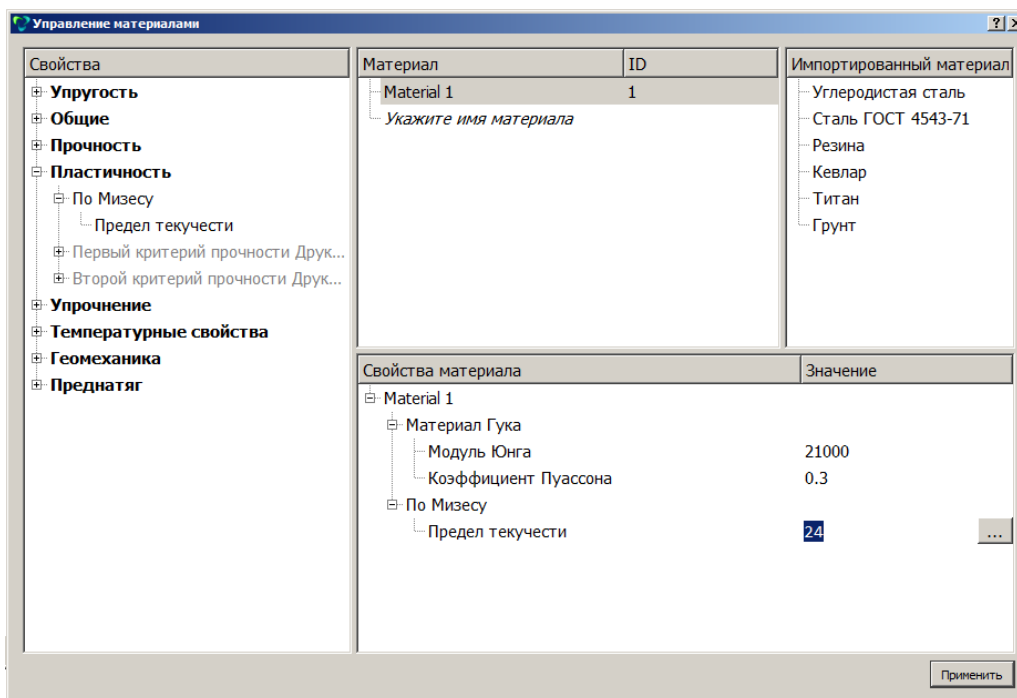 Управление материалами
Свойства
Упругость
Общие
Прочность
Пластичность
По Мизесу
Предел текучести
Первый критерий прочности Друк...
Второй критерий прочности Друк...
Упрочнение
Температурные свойства
Геомеханика
Преднатяг
Материал ID
Material 1 1
Укажите имя материала
Импортированный материал
Углеродистая сталь
Сталь ГОСТ 4543-71
Резина
Кевлар
Титан
Грунт
Свойства материала Значение
Material 1
Материал Гука
Модуль Юнга 21000
Коэффициент Пуассона 0.3
По Мизесу
Предел текучести 24 ...
Применить